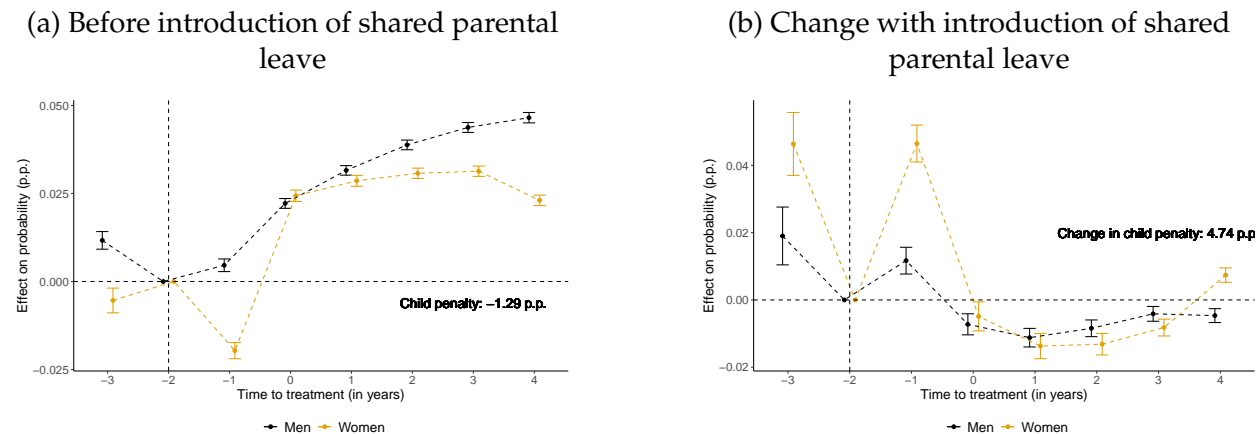 (a) Before introduction of shared parental
leave
0.050
0.025
0.000
−0.025
Effect on probability (p.p.)
Child penalty: −1.29 p.p.
−3 −2 −1 0 1 2 3 4
Time to treatment (in years)
Men Women
(b) Change with introduction of shared
parental leave
0.04
0.02
0.00
−0.02
Effect on probability (p.p.)
Change in child penalty: 4.74 p.p
−3 −2 −1 0 1 2 3 4
Time to treatment (in years)
Men Women